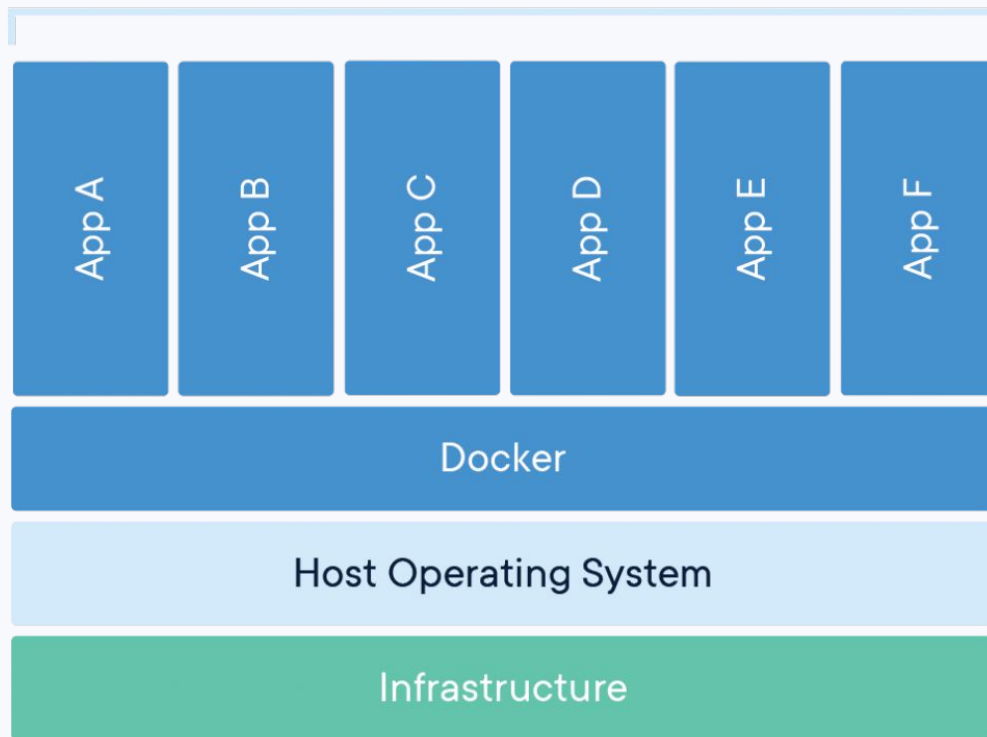 App A
App B
App C
App D
App E
App F
Docker
Host Operating System
Infrastructure